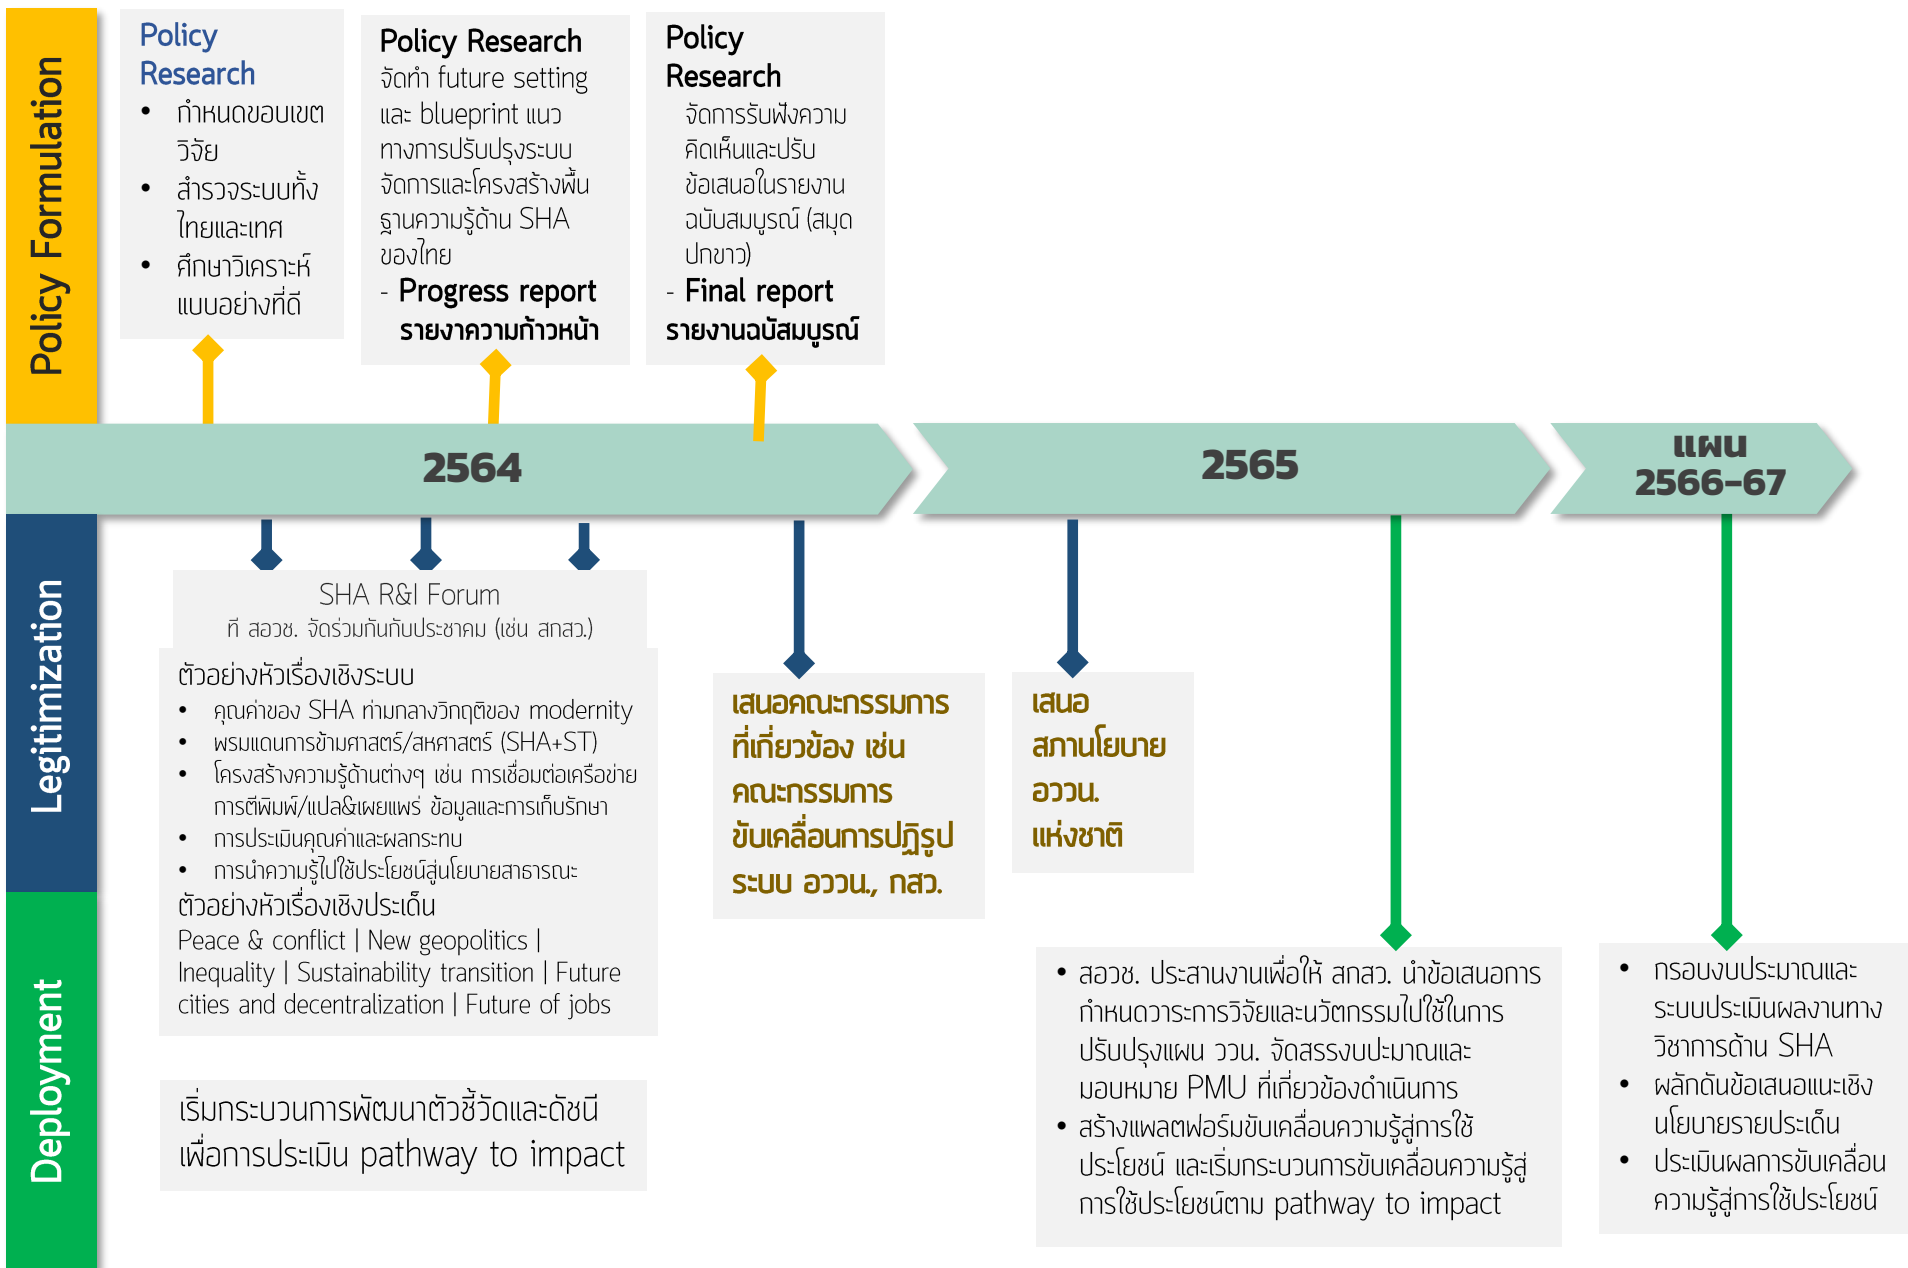 Policy Formulation
Policy
Research
• กำหนดขอบเขต
วิจัย
• สำรวจระบบทั้ง
ไทยและเทศ
• ศึกษาวิเคราะห์
แบบอย่างที่ดี
Policy Research
จัดทำ future setting
และ blueprint แนว
ทางการปรับปรุงระบบ
จัดการและโครงสร้างพื้น
ฐานความรู้ด้าน SHA
ของไทย
- Progress report
รายงาความก้าวหน้า
Policy
Research
จัดการรับฟังความ
คิดเห็นและปรับ
ข้อเสนอในรายงาน
ฉบับสมบูรณ์ (สมุด
ปกขาว)
- Final report
รายงานฉบัสมบูรณ์
2564
2565
แผน
2566-67
Legitimization
SHA R&I Forum
ที สอวช. จัดร่วมกันกับประชาคม (เช่น สกสว.)
ตัวอย่างหัวเรื่องเชิงระบบ
• คุณค่าของ SHA ท่ามกลางวิกฤติของ modernity
• พรมแดนการข้ามศาสตร์/สหศาสตร์ (SHA+ST)
• โครงสร้างความรู้ด้านต่างๆ เช่น การเชื่อมต่อเครือข่าย
การตีพิมพ์/แปล&เผยแพร่ ข้อมูลและการเก็บรักษา
• การประเมินคุณค่าและผลกระทบ
• การนำความรู้ไปใช้ประโยชน์สู่นโยบายสาธารณะ
ตัวอย่างหัวเรื่องเชิงประเด็น
Peace & conflict | New geopolitics |
Inequality | Sustainability transition | Future
cities and decentralization | Future of jobs
เสนอคณะกรรมการ
ที่เกี่ยวข้อง เช่น
คณะกรรมการ
ขับเคลื่อนการปฏิรูป
ระบบ อววน., กสว.
เสนอ
สภานโยบาย
อววน.
แห่งชาติ
Deployment
เริ่มกระบวนการพัฒนาตัวชี้วัดและดัชนี
เพื่อการประเมิน pathway to impact
• สอวช. ประสานงานเพื่อให้ สกสว. นำข้อเสนอการ
กำหนดวาระการวิจัยและนวัตกรรมไปใช้ในการ
ปรับปรุงแผน ววน. จัดสรรงบปะมาณและ
มอบหมาย PMU ที่เกี่ยวข้องดำเนินการ
• สร้างแพลตฟอร์มขับเคลื่อนความรู้สู่การใช้
ประโยชน์ และเริ่มกระบวนการขับเคลื่อนความรู้สู่
การใช้ประโยชน์ตาม pathway to impact
• กรอบงบประมาณและ
ระบบประเมินผลงานทาง
วิชาการด้าน SHA
• ผลักดันข้อเสนอแนะเชิง
นโยบายรายประเด็น
• ประเมินผลการขับเคลื่อน
ความรู้สู่การใช้ประโยชน์